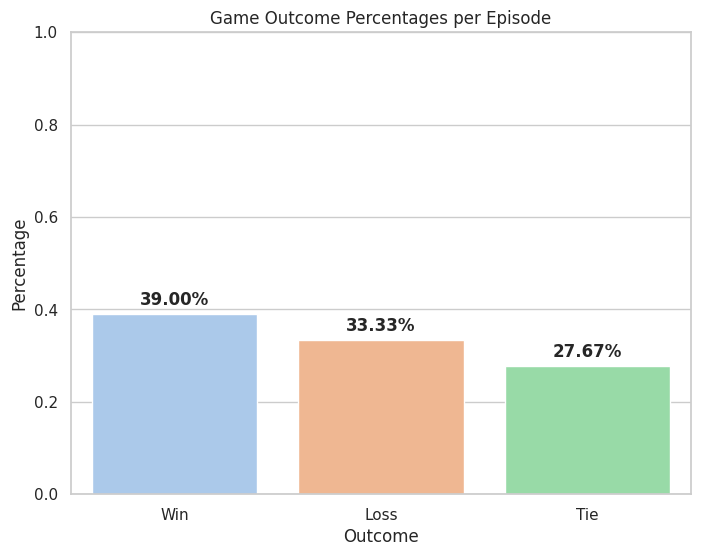 Game Outcome Percentages per Episode
1.0
0.8
0.6
0.4
0.2
0.0
Percentage
39.00%
33.33%
27.67%
Win
Loss
Tie
Outcome